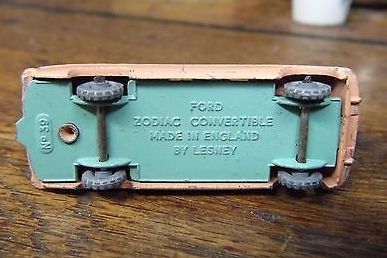 FORD
ZODIAC CONVERTIBLE
MADE IN ENGLAND
BY LESNEY
No 39